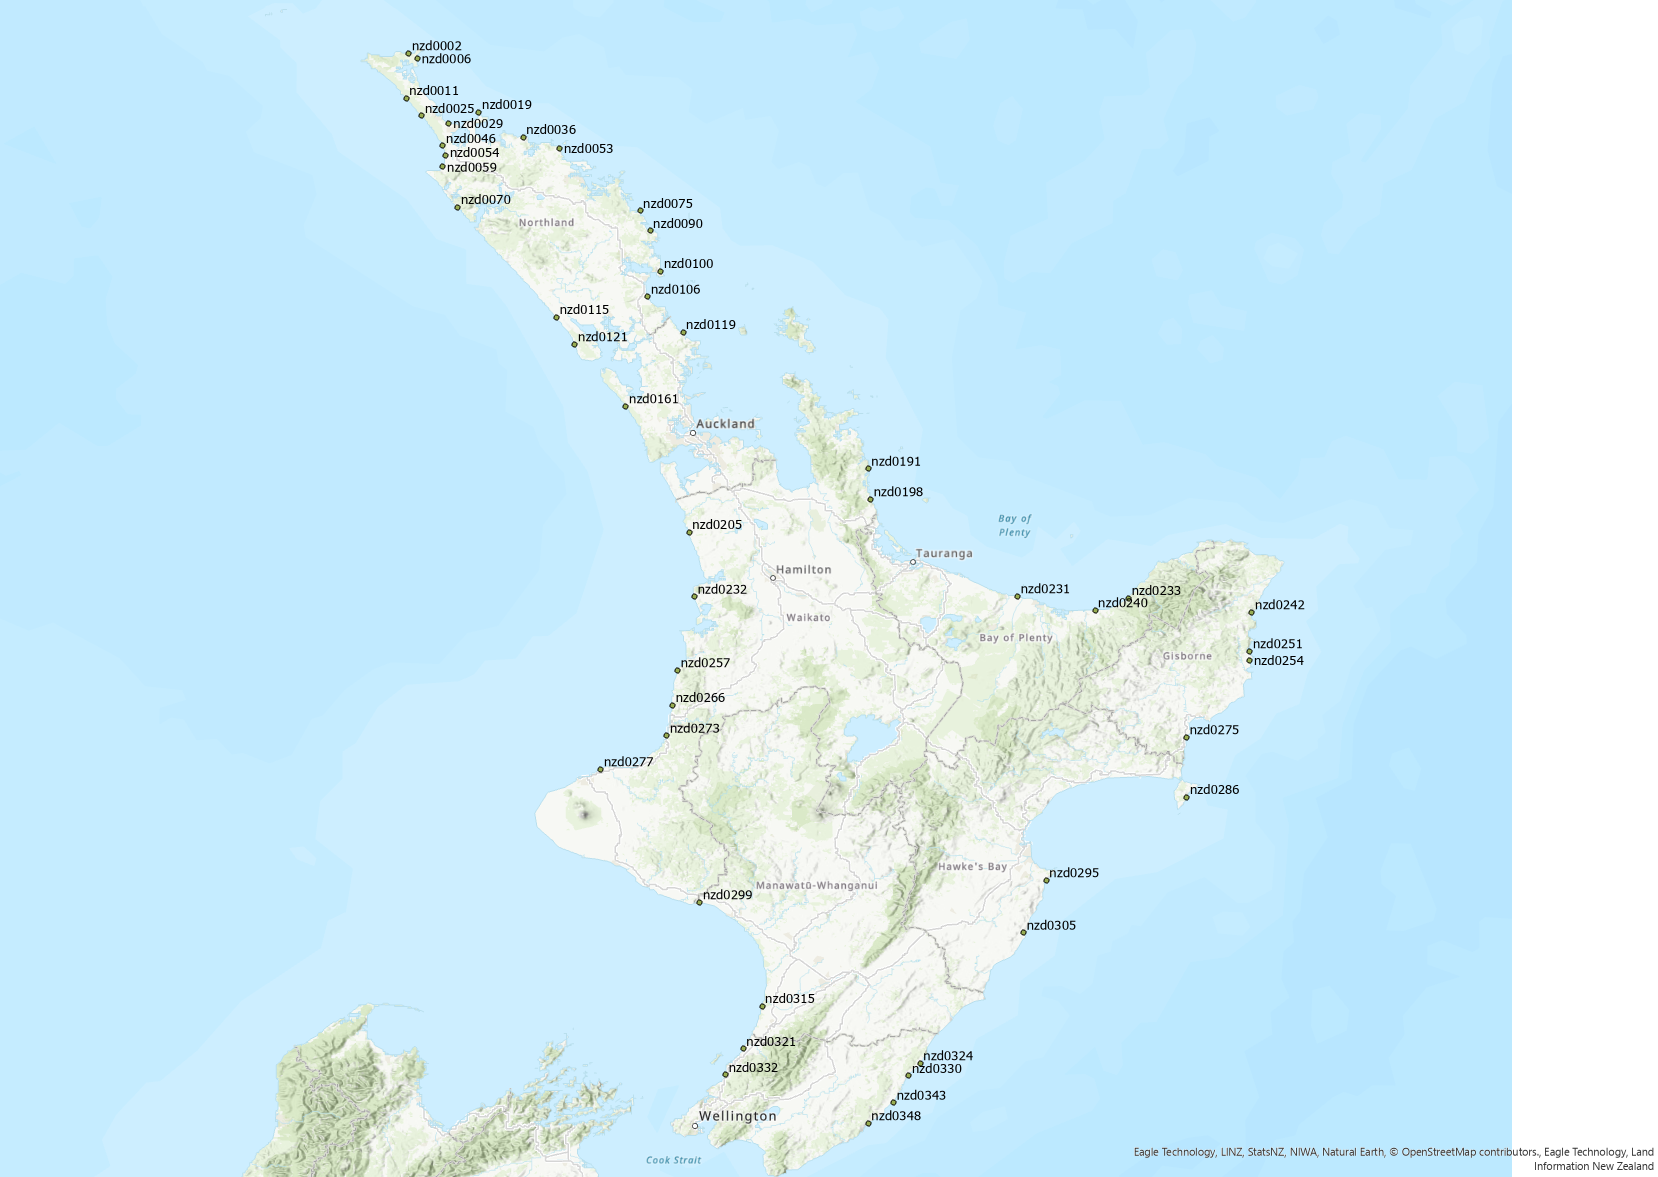 nzd0002
nzd0006
nzd0011
nzd0019
nzd0025
nzd0029
nzd0036
nzd0046
nzd0053
nzd0054
nzd0059
nzd0070
nzd0075
Northland
nzd0090
nzd0100
nzd0106
nzd0115
nzd0119
nzd0121
nzd0161
Auckland
nzd0191
nzd0198
Bay of
Plenty
nzd0205
Tauranga
Hamilton
nzd0232
nzd0231
nzd0233
nzd0240
nzd0242
Waikato
Bay of Plenty
nzd0251
Gisborne
nzd0254
nzd0257
nzd0266
nzd0273
nzd0275
nzd0277
nzd0286
Hawke's Bay
nzd0295
Manawatū-Whanganui
nzd0299
nzd0305
nzd0315
nzd0321
nzd0324
nzd0332
nzd0330
nzd0343
Wellington
nzd0348
Cook Strait
Eagle Technology, LINZ, StatsNZ, NIWA, Natural Earth, © OpenStreetMap contributors., Eagle Technology, Land
Information New Zealand